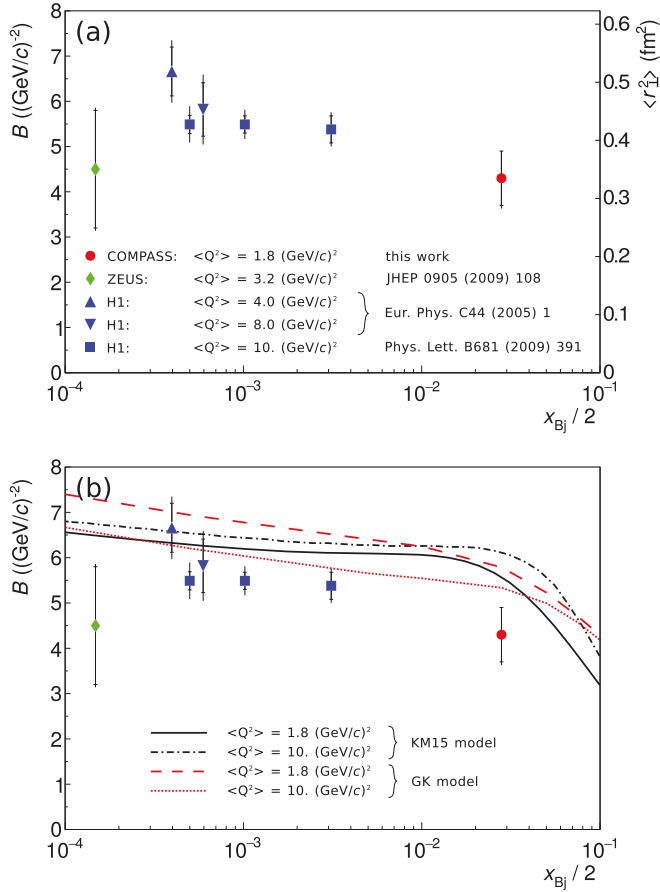 (a)
B ((GeV/c)⁻²)
<r²⊥> (fm²)
8
7
6
5
4
3
2
1
0
0.6
0.5
0.4
0.3
0.2
0.1
0
COMPASS: <Q²> = 1.8 (GeV/c)² this work
ZEUS: <Q²> = 3.2 (GeV/c)² JHEP 0905 (2009) 108
H1: <Q²> = 4.0 (GeV/c)²
Eur. Phys. C44 (2005) 1
H1: <Q²> = 8.0 (GeV/c)²
H1: <Q²> = 10. (GeV/c)² Phys. Lett. B681 (2009) 391
10⁻⁴ 10⁻³ 10⁻² 10⁻¹
x_Bj / 2
(b)
B ((GeV/c)⁻²)
8
7
6
5
4
3
2
1
0
<Q²> = 1.8 (GeV/c)²
KM15 model
<Q²> = 10. (GeV/c)²
<Q²> = 1.8 (GeV/c)²
GK model
<Q²> = 10. (GeV/c)²
10⁻⁴ 10⁻³ 10⁻² 10⁻¹
x_Bj / 2